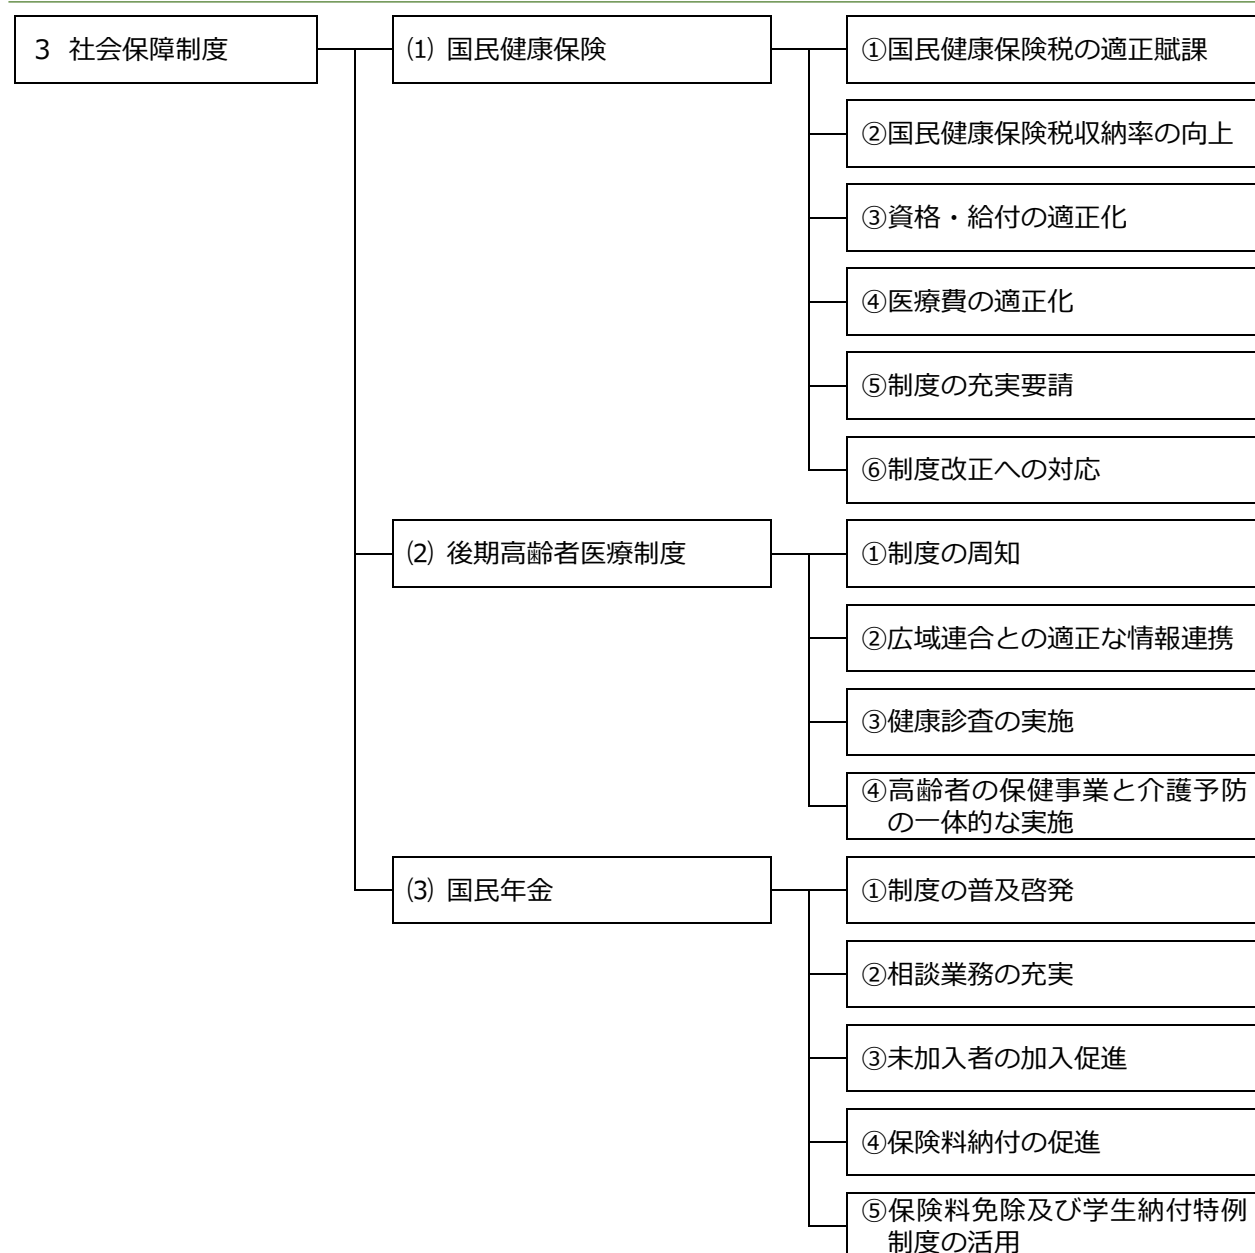 3 社会保障制度
⑴ 国民健康保険
①国民健康保険税の適正賦課
②国民健康保険税収納率の向上
③資格・給付の適正化
④医療費の適正化
⑤制度の充実要請
⑥制度改正への対応
⑵ 後期高齢者医療制度
①制度の周知
②広域連合との適正な情報連携
③健康診査の実施
④高齢者の保健事業と介護予防
の一体的な実施
⑶ 国民年金
①制度の普及啓発
②相談業務の充実
③未加入者の加入促進
④保険料納付の促進
⑤保険料免除及び学生納付特例
制度の活用